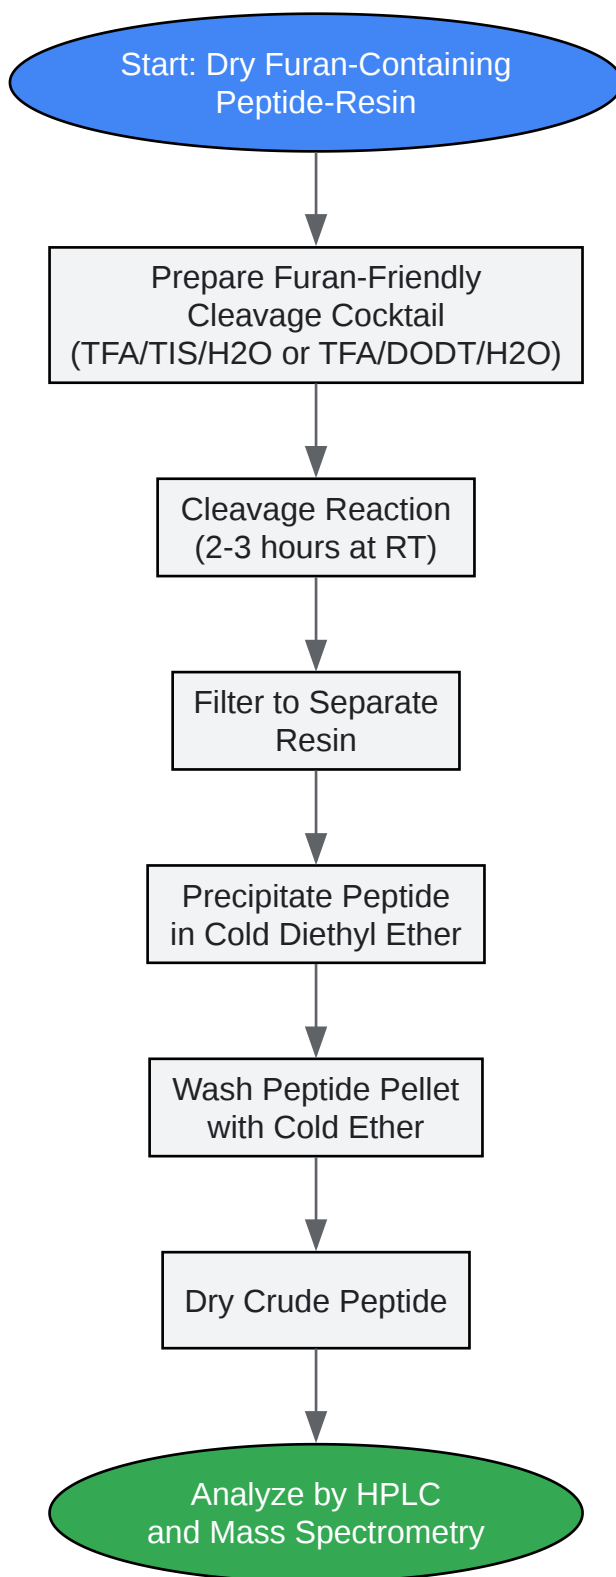 Start: Dry Furan-Containing
Peptide-Resin
Prepare Furan-Friendly
Cleavage Cocktail
(TFA/TIS/H2O or TFA/DODT/H2O)
Cleavage Reaction
(2-3 hours at RT)
Filter to Separate
Resin
Precipitate Peptide
in Cold Diethyl Ether
Wash Peptide Pellet
with Cold Ether
Dry Crude Peptide
Analyze by HPLC
and Mass Spectrometry